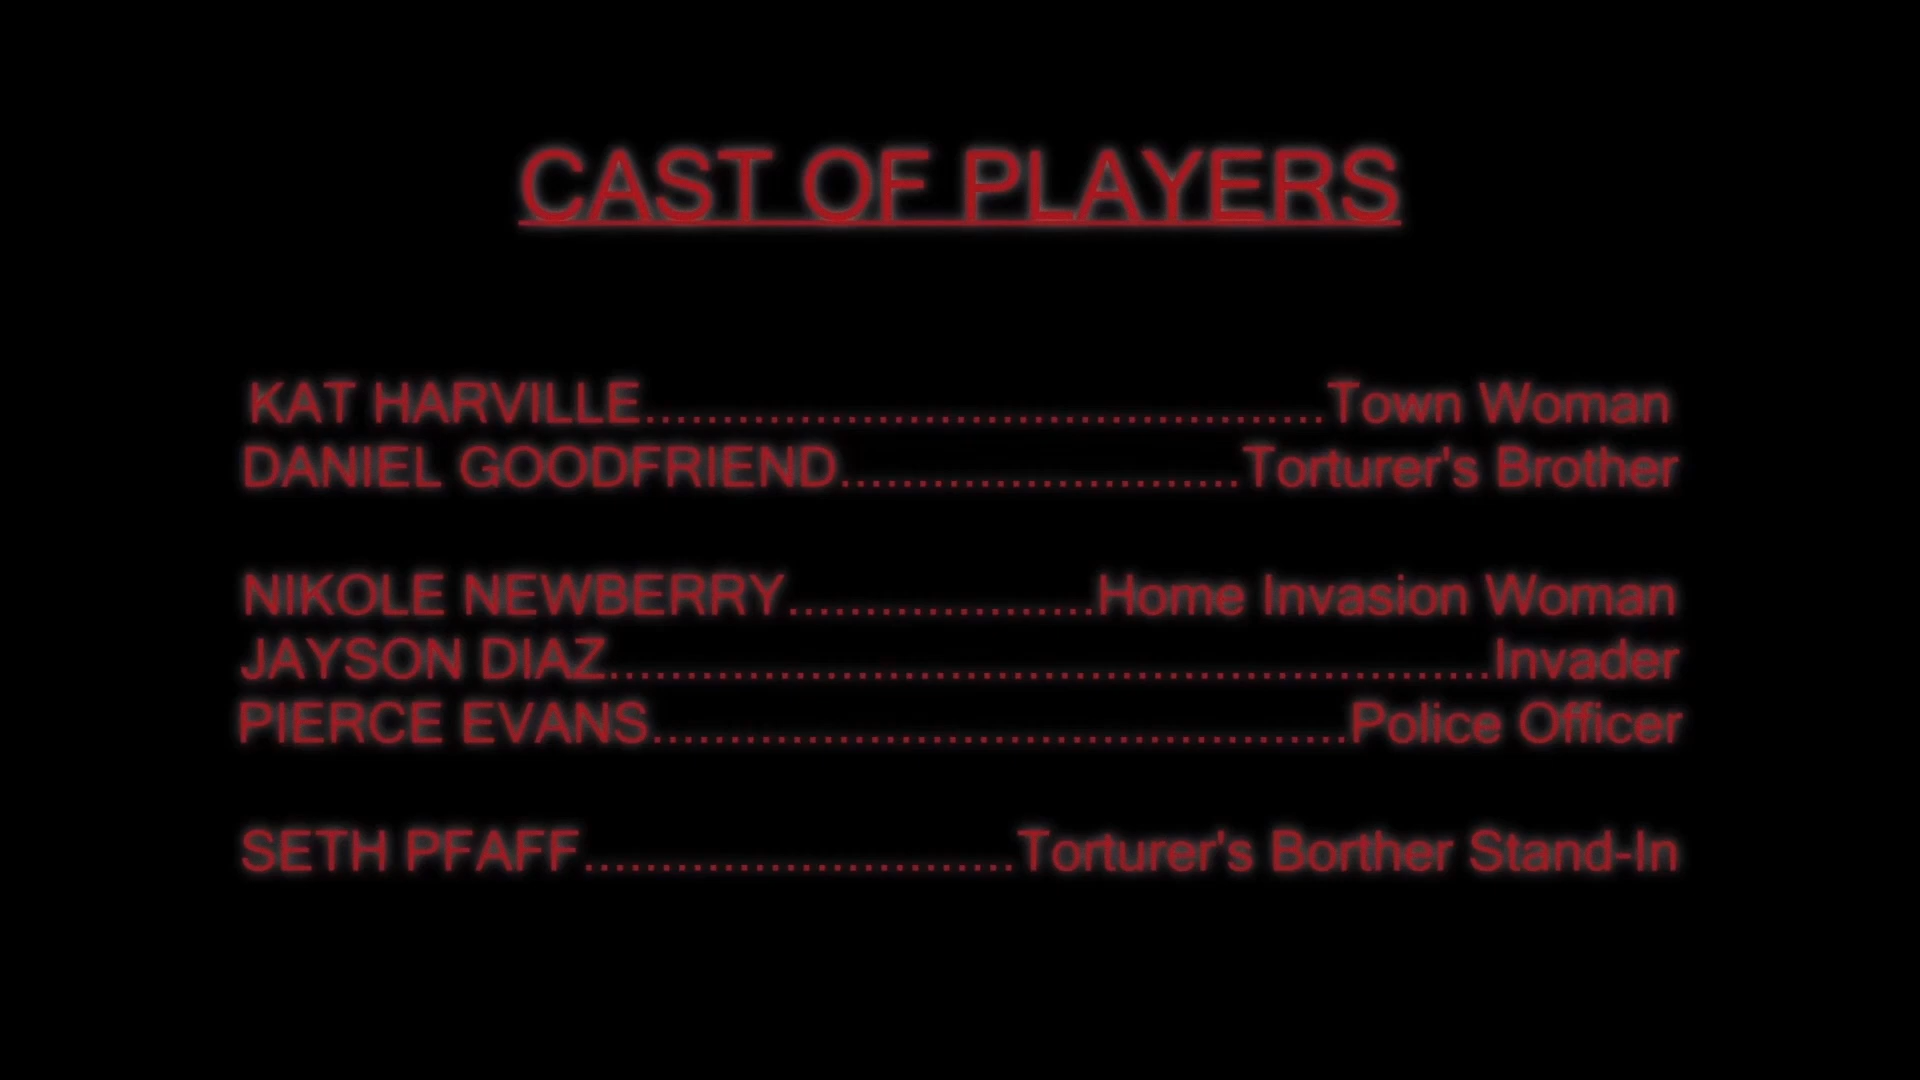 CAST OF PLAYERS
KAT HARVILLE............................................Town Woman
DANIEL GOODFRIEND..........................Torturer's Brother
NIKOLE NEWBERRY....................Home Invasion Woman
JAYSON DIAZ.........................................................Invader
PIERCE EVANS.............................................Police Officer
SETH PFAFF............................Torturer's Borther Stand-In